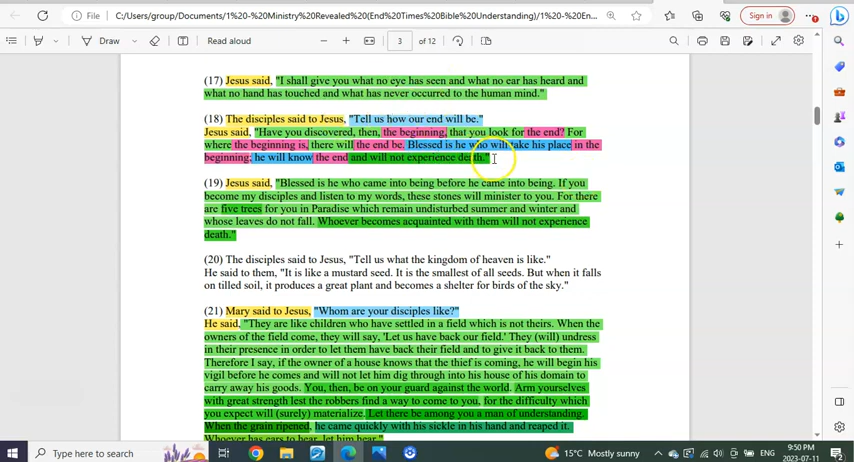 File
C:/Users/group/Documents/1%20-%20Ministry%20Revealed%20(End%20Times%20Bible%20Understanding)/1%20-%20En...
Sign in
Draw
Read aloud
3 of 12
(17) Jesus said, "I shall give you what no eye has seen and what no ear has heard and
what no hand has touched and what has never occurred to the human mind."
(18) The disciples said to Jesus, "Tell us how our end will be."
Jesus said, "Have you discovered, then, the beginning, that you look for the end? For
where the beginning is, there will the end be. Blessed is he who will take his place in the
beginning; he will know the end and will not experience death."
(19) Jesus said, "Blessed is he who came into being before he came into being. If you
become my disciples and listen to my words, these stones will minister to you. For there
are five trees for you in Paradise which remain undisturbed summer and winter and
whose leaves do not fall. Whoever becomes acquainted with them will not experience
death."
(20) The disciples said to Jesus, "Tell us what the kingdom of heaven is like."
He said to them, "It is like a mustard seed. It is the smallest of all seeds. But when it falls
on tilled soil, it produces a great plant and becomes a shelter for birds of the sky."
(21) Mary said to Jesus, "Whom are your disciples like?"
He said, "They are like children who have settled in a field which is not theirs. When the
owners of the field come, they will say, 'Let us have back our field.' They (will) undress
in their presence in order to let them have back their field and to give it back to them.
Therefore I say, if the owner of a house knows that the thief is coming, he will begin his
vigil before he comes and will not let him dig through into his house of his domain to
carry away his goods. You, then, be on your guard against the world. Arm yourselves
with great strength lest the robbers find a way to come to you, for the difficulty which
you expect will (surely) materialize. Let there be among you a man of understanding.
When the grain ripened, he came quickly with his sickle in his hand and reaped it.
Whoever has ears to hear, let him hear."
Type here to search
15°C Mostly sunny
ENG
9:50 PM
2023-07-11